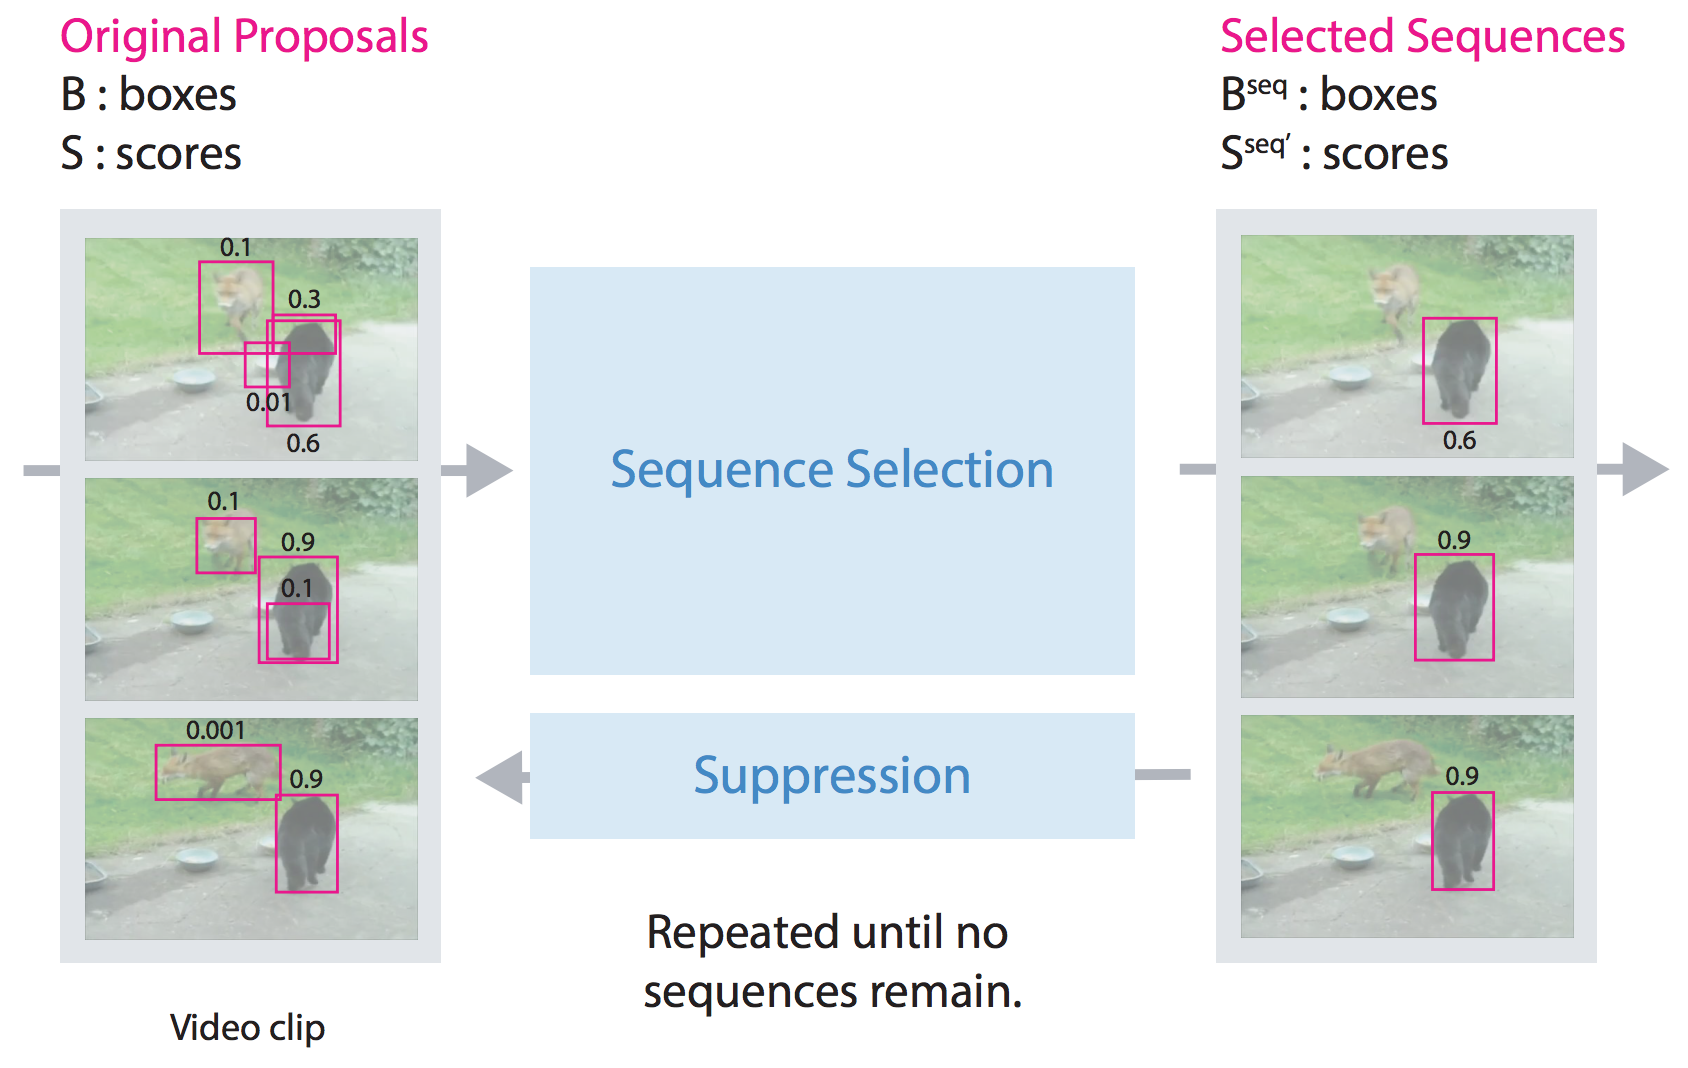 Original Proposals
B : boxes
S : scores
0.1
0.3
0.01
0.6
0.1
0.9
0.1
0.001
0.9
Video clip
Sequence Selection
Suppression
Repeated until no
sequences remain.
Selected Sequences
Bseq : boxes
Sseq′ : scores
0.6
0.9
0.9